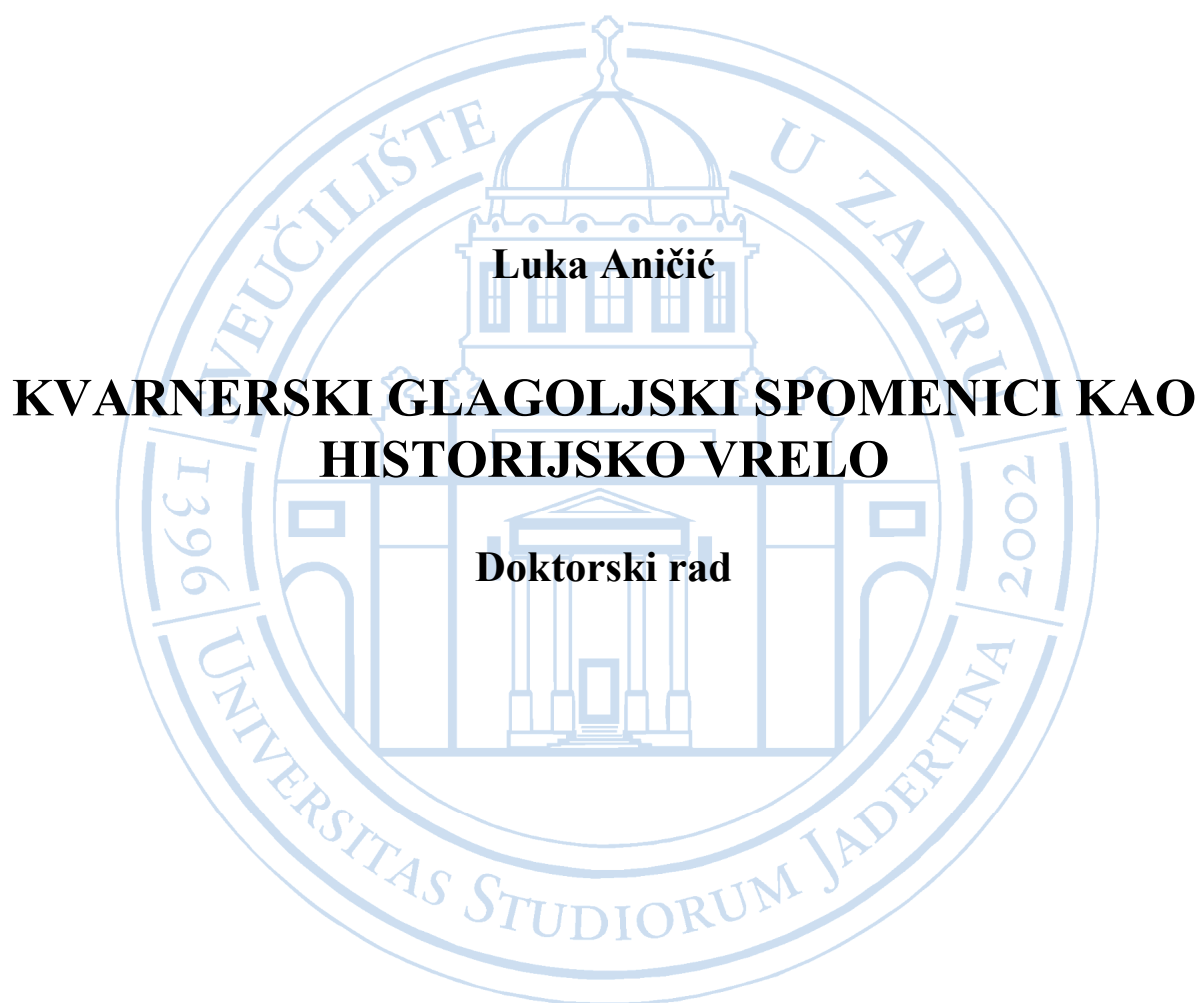 Luka Aničić
KVARNERSKI GLAGOLJSKI SPOMENICI KAO
HISTORIJSKO VRELO
Doktorski rad
SVEUČILIŠTE U ZADRU
1396
2002
UNIVERSITAS STUDIORUM JADERTINA